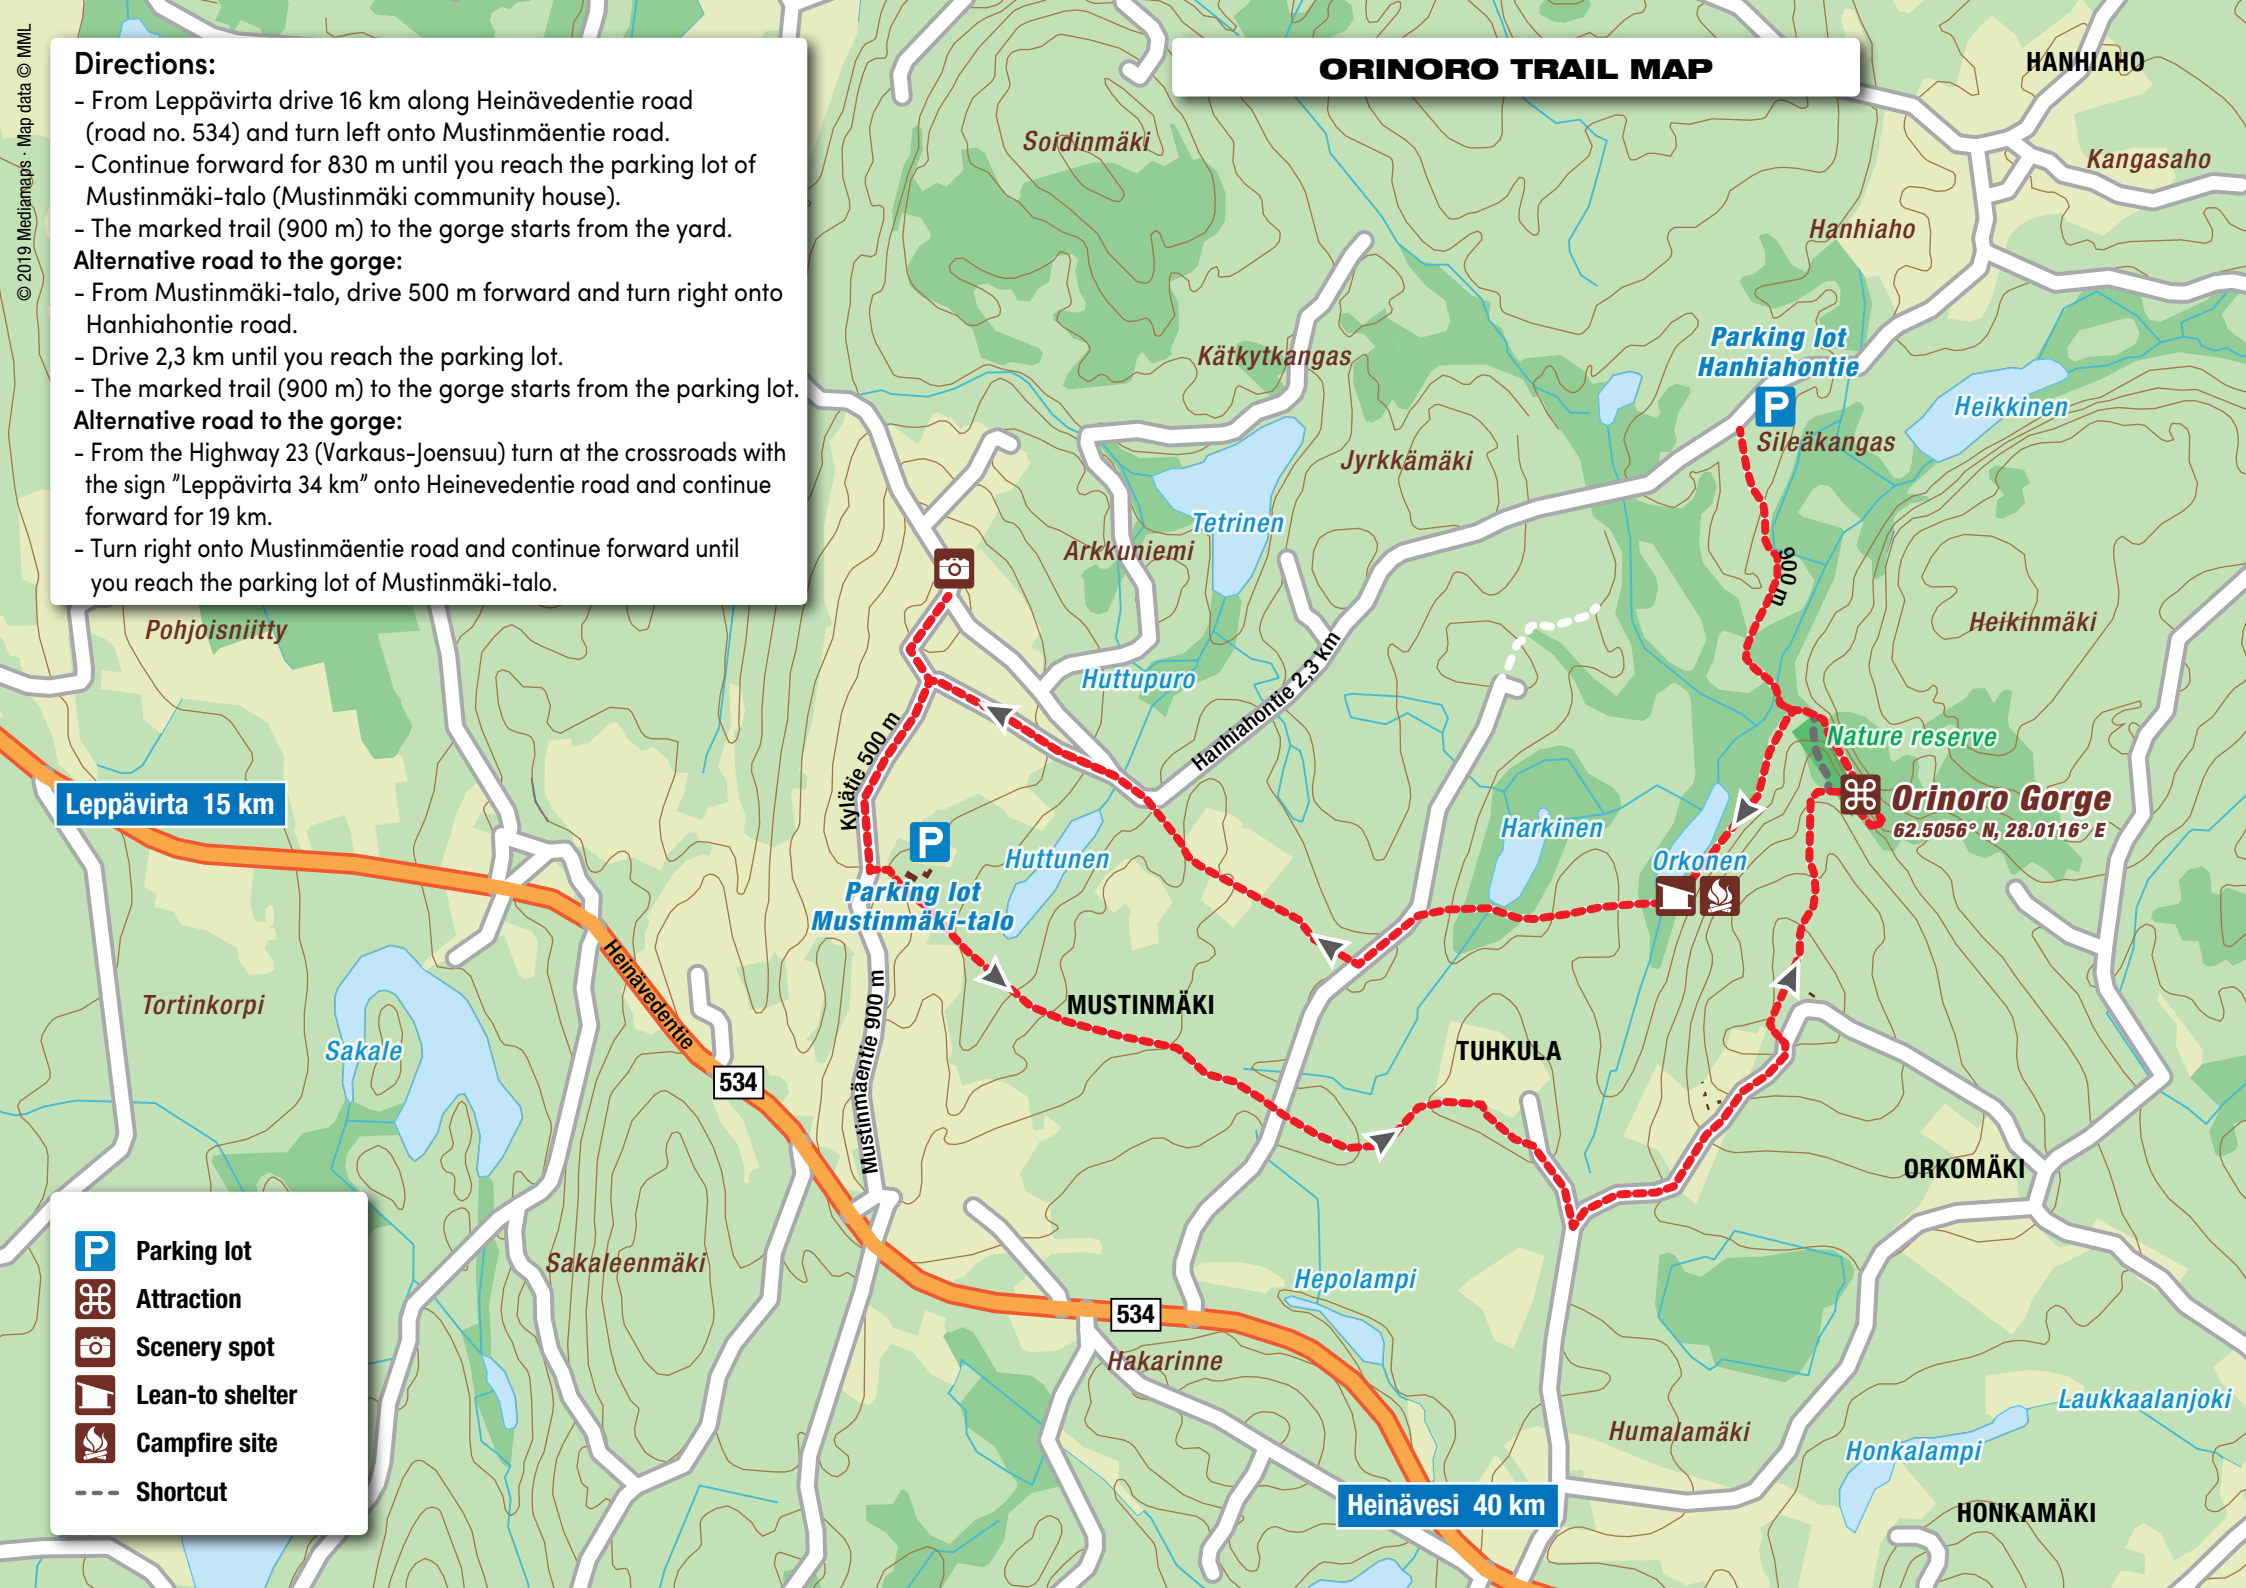 © 2019 Mediamaps · Map data © MML
Directions:
- From Leppävirta drive 16 km along Heinävedentie road
(road no. 534) and turn left onto Mustinmäentie road.
- Continue forward for 830 m until you reach the parking lot of
Mustinmäki-talo (Mustinmäki community house).
- The marked trail (900 m) to the gorge starts from the yard.
Alternative road to the gorge:
- From Mustinmäki-talo, drive 500 m forward and turn right onto
Hanhiahontie road.
- Drive 2,3 km until you reach the parking lot.
- The marked trail (900 m) to the gorge starts from the parking lot.
Alternative road to the gorge:
- From the Highway 23 (Varkaus-Joensuu) turn at the crossroads with
the sign ”Leppävirta 34 km” onto Heinevedentie road and continue
forward for 19 km.
- Turn right onto Mustinmäentie road and continue forward until
you reach the parking lot of Mustinmäki-talo.
ORINORO TRAIL MAP
HANHIAHO
Soidinmäki
Kangasaho
Hanhiaho
Kätkytkangas
Parking lot
Hanhiahontie
P
Heikkinen
Sileäkangas
Jyrkkämäki
Tetrinen
Arkkuniemi
900 m
Heikinmäki
Pohjoisniitty
Huttupuro
Hanhiahontie 2,3 km
Nature reserve
Kylätie 500 m
Leppävirta 15 km
Orinoro Gorge
62.5056° N, 28.0116° E
Harkinen
P
Huttunen
Orkonen
Parking lot
Mustinmäki-talo
Heinävedentie
Tortinkorpi
MUSTINMÄKI
Sakale
TUHKULA
Mustinmäentie 900 m
534
ORKOMÄKI
Sakaleenmäki
Hepolampi
534
Hakarinne
Laukkaalanjoki
Humalamäki
Honkalampi
Heinävesi 40 km
HONKAMÄKI
P Parking lot
Attraction
Scenery spot
Lean-to shelter
Campfire site
Shortcut